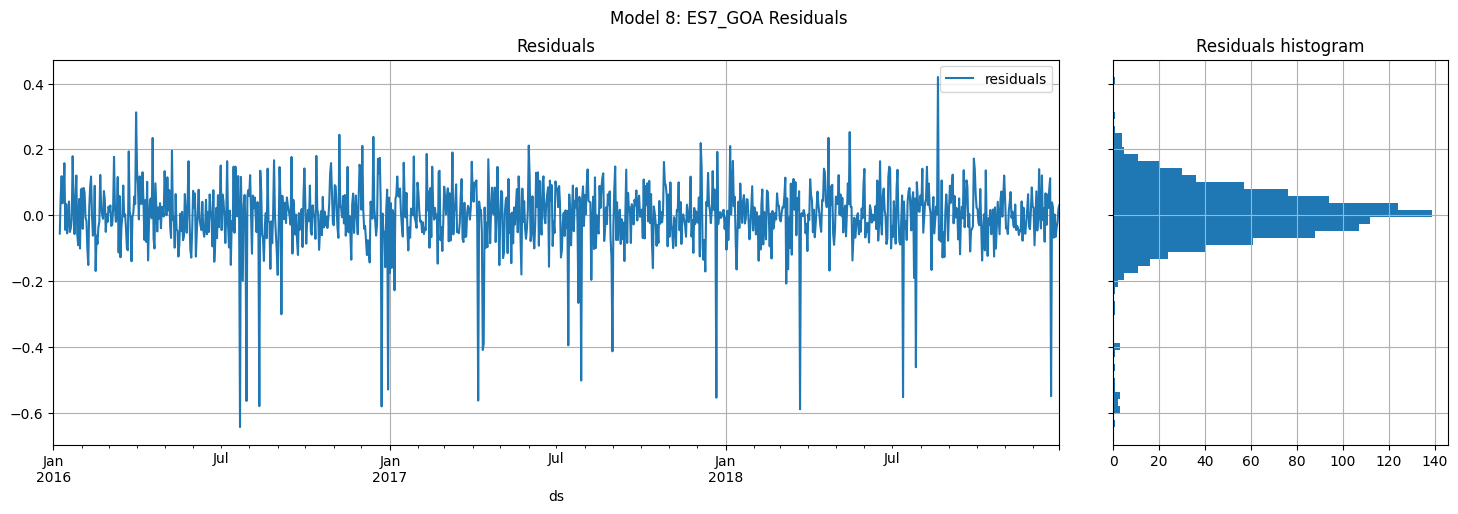 Model 8: ES7_GOA Residuals
Residuals
Residuals histogram
residuals
0.4
0.2
0.0
−0.2
−0.4
−0.6
Jan
2016
Jul
Jan
2017
Jul
Jan
2018
Jul
ds
0 20 40 60 80 100 120 140